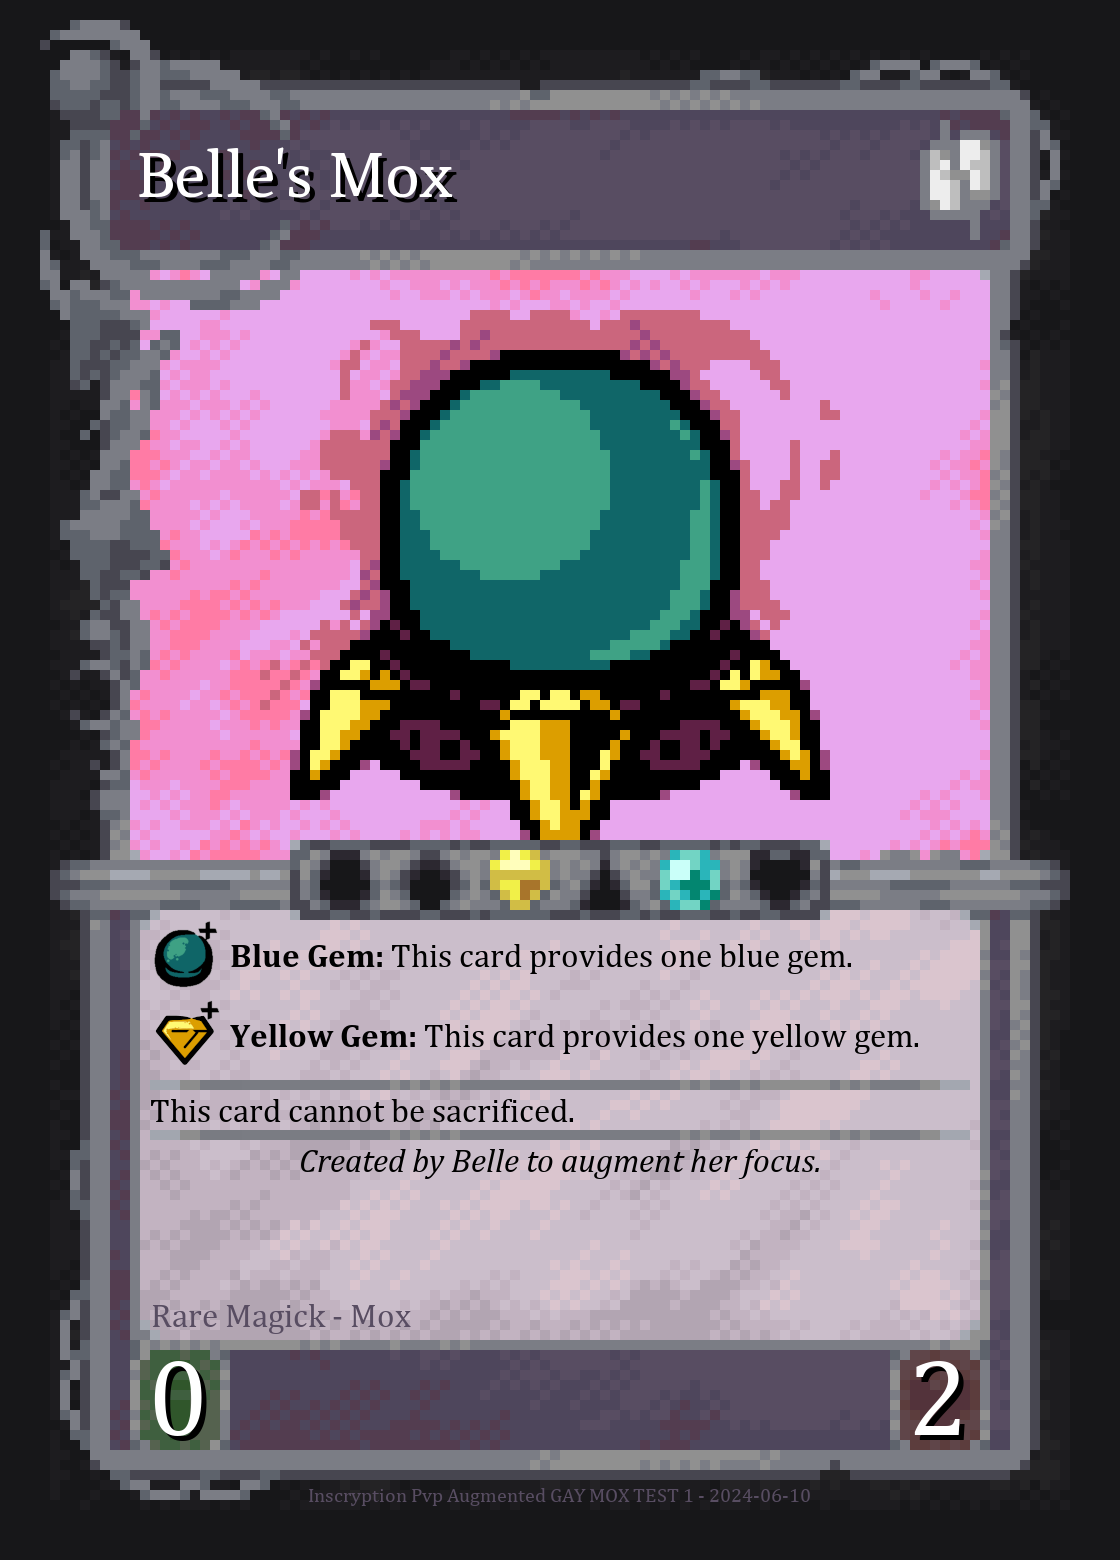 Belle's Mox
Blue Gem: This card provides one blue gem.
Yellow Gem: This card provides one yellow gem.
This card cannot be sacrificed.
Created by Belle to augment her focus.
Rare Magick - Mox
0
2
Inscryption Pvp Augmented GAY MOX TEST 1 - 2024-06-10